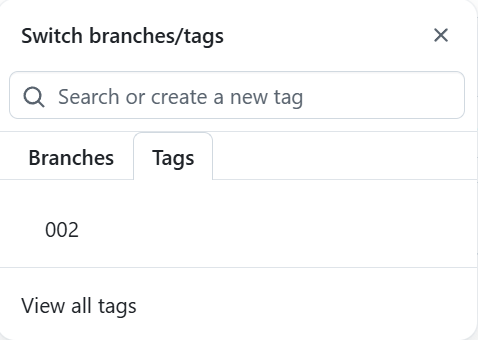 Switch branches/tags
Search or create a new tag
Branches Tags
002
View all tags